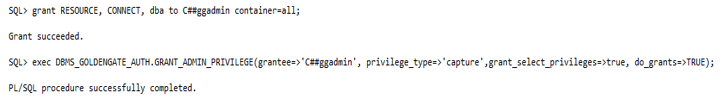 SQL> grant RESOURCE, CONNECT, dba to C##ggadmin container=all;
Grant succeeded.
SQL> exec DBMS_GOLDENGATE_AUTH.GRANT_ADMIN_PRIVILEGE(grantee=>'C##ggadmin', privilege_type=>'capture',grant_select_privileges=>true, do_grants=>TRUE);
PL/SQL procedure successfully completed.